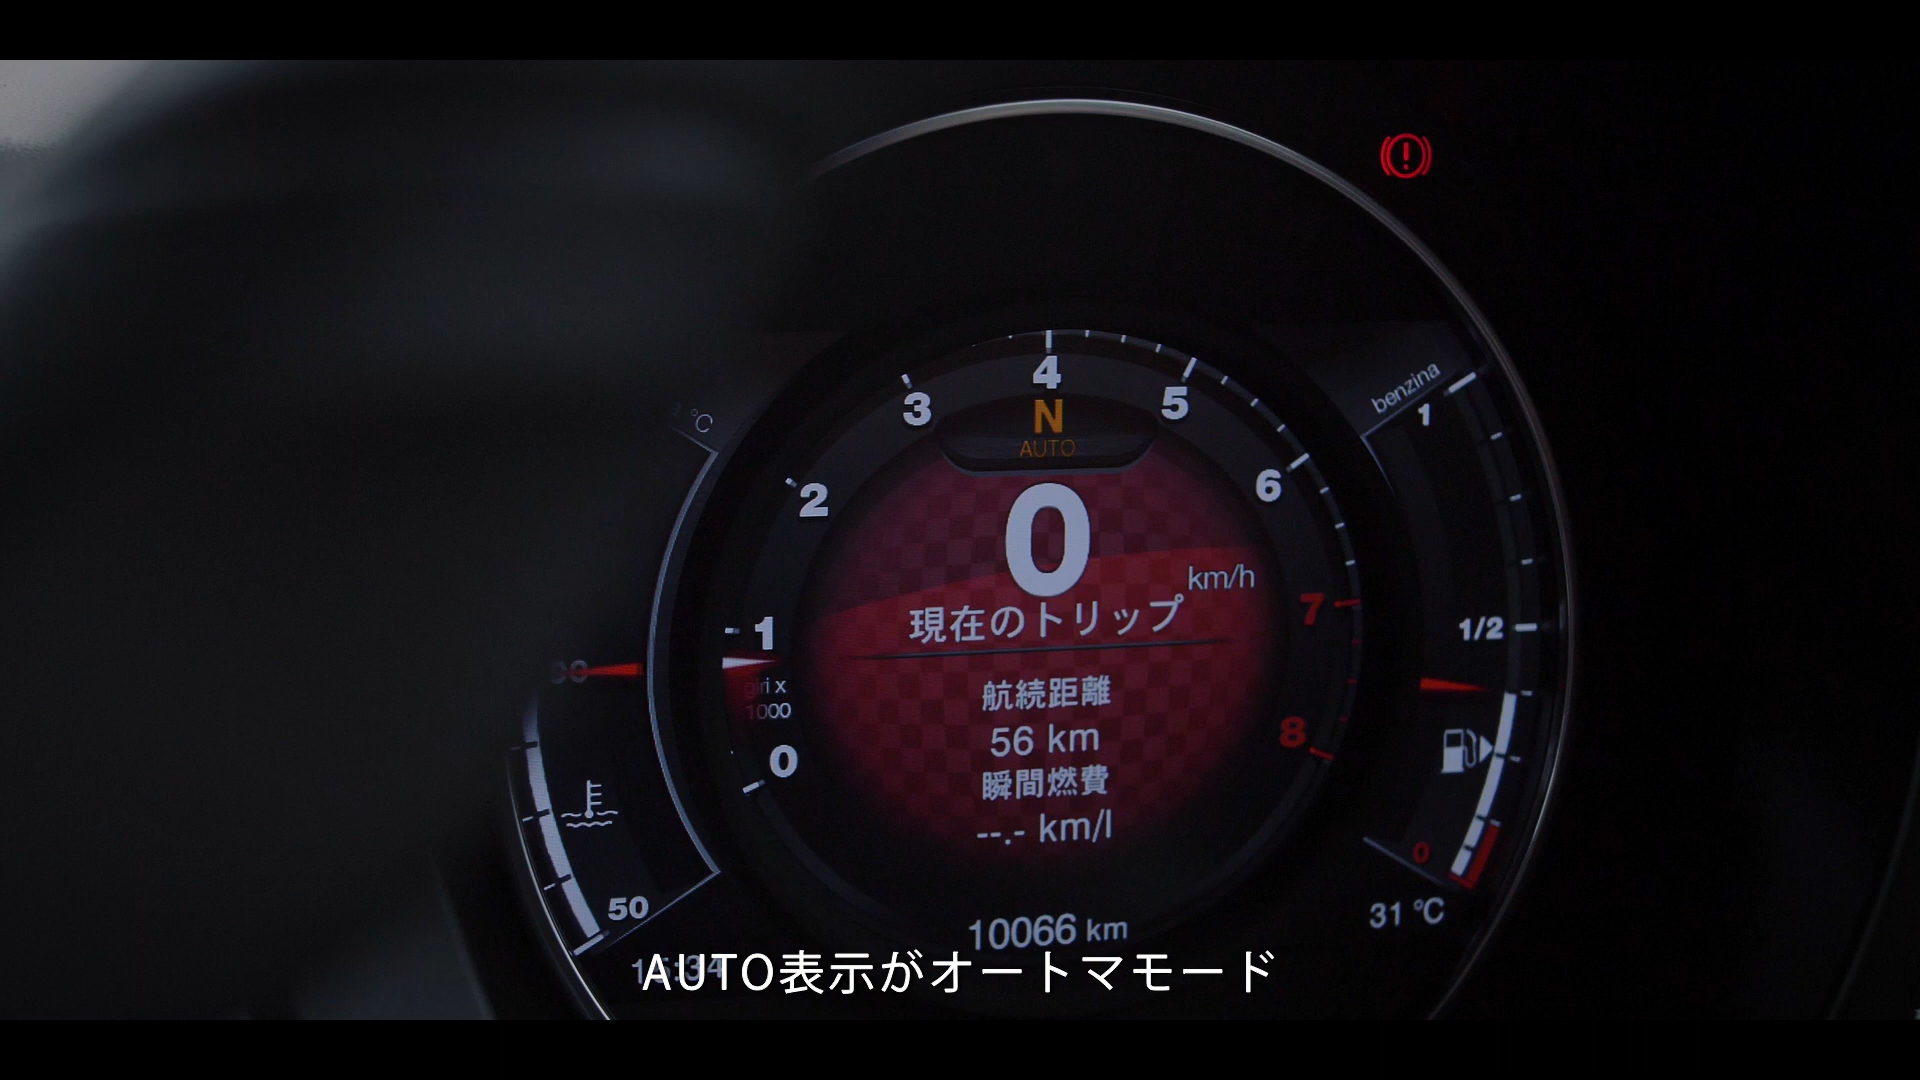 4
3
5
N
AUTO
2
6
0
km/h
現在のトリップ
1
7
航続距離
56 km
8
瞬間燃費
0
--.- km/l
10066 km
x
1000
°C
50
benzina
1
1/2
0
31 °C
AUTO表示がオートマモード